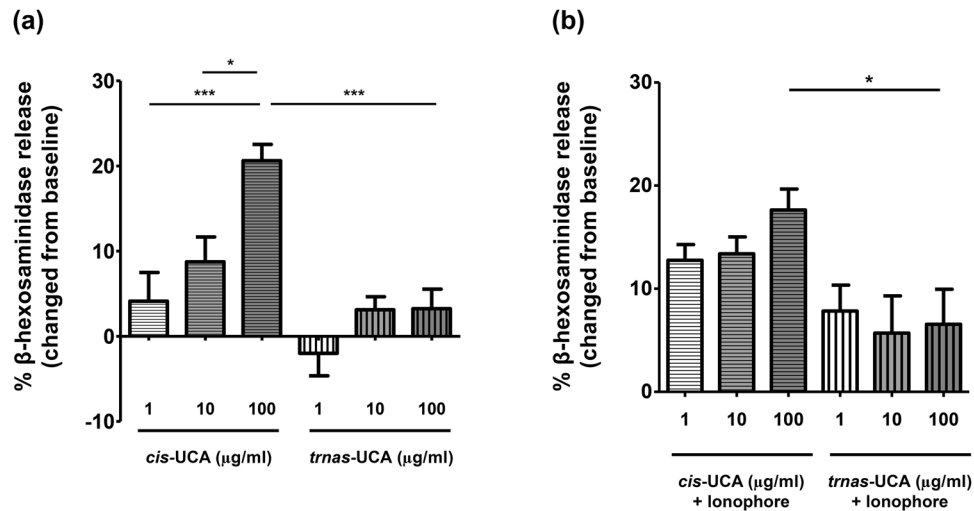 (a)
% β-hexosaminidase release
(changed from baseline)
30
20
10
0
-10
*
***
***
1 10 100 1 10 100
cis-UCA (µg/ml) trnas-UCA (µg/ml)
(b)
% β-hexosaminidase release
(changed from baseline)
30
20
10
0
*
1 10 100 1 10 100
cis-UCA (µg/ml) trnas-UCA (µg/ml)
+ Ionophore + Ionophore